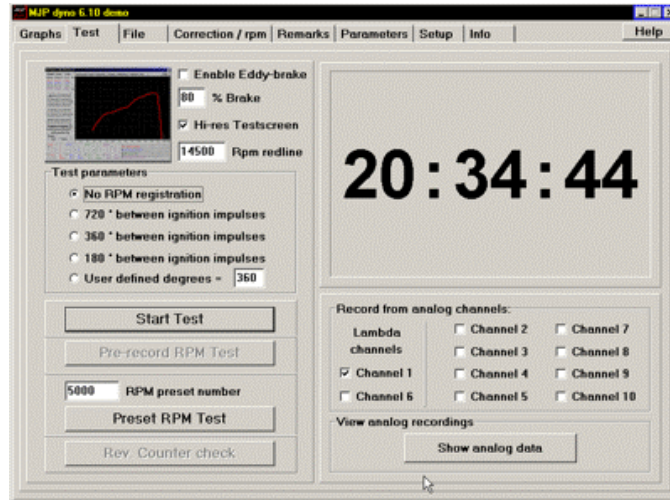 MJP dyno 6.10 demo
Graphs Test File Correction / rpm Remarks Parameters Setup Info Help
Enable Eddy-brake
80 % Brake
Hi-res Testscreen
14500 Rpm redline
Test parameters
No RPM registration
720 ° between ignition impulses
360 ° between ignition impulses
180 ° between ignition impulses
User defined degrees = 360
Start Test
Pre-record RPM Test
5000 RPM preset number
Preset RPM Test
Rev. Counter check
20:34:44
Record from analog channels:
Lambda
channels
Channel 1
Channel 6
Channel 2
Channel 3
Channel 4
Channel 5
Channel 7
Channel 8
Channel 9
Channel 10
View analog recordings
Show analog data